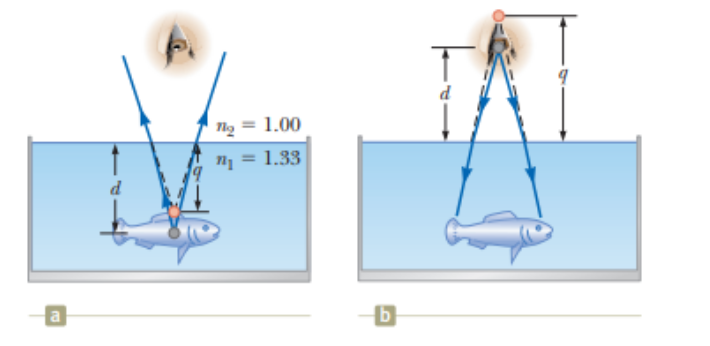 n₂ = 1.00
n₁ = 1.33
d
q
d
q
a
b